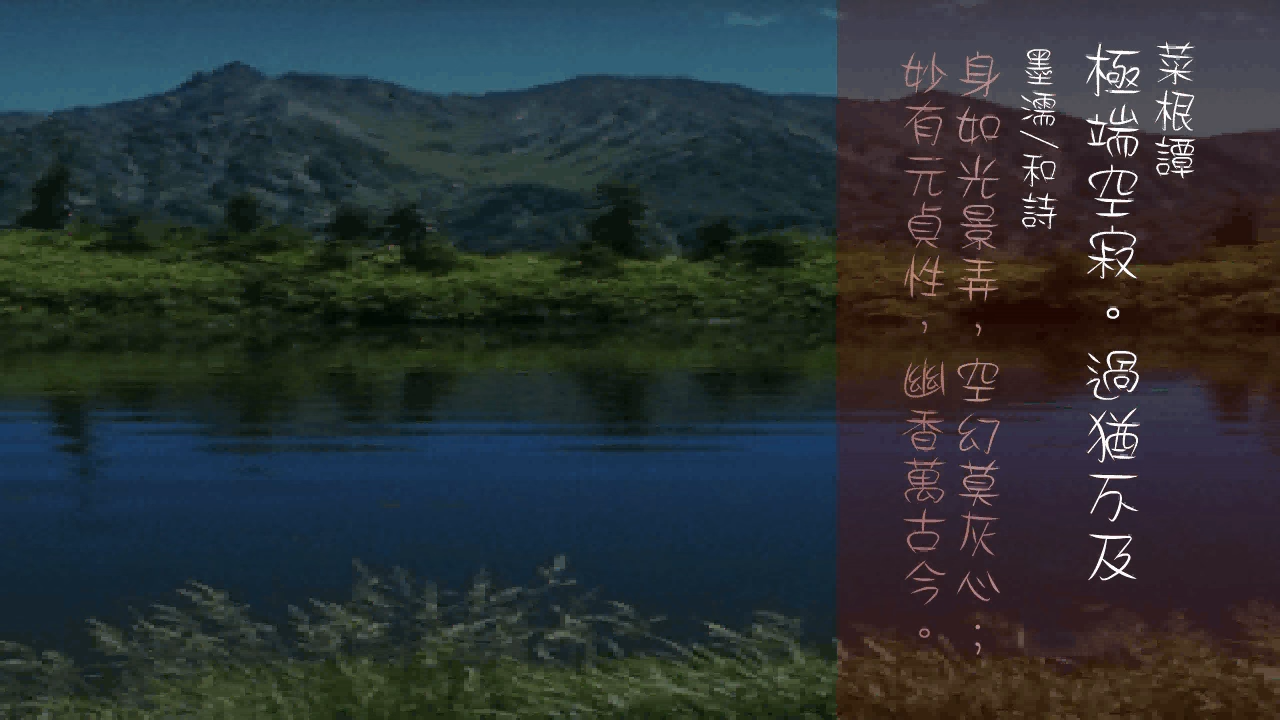 菜根譚
極端空寂。過猶不及
墨濡/和詩
身如光景弄,空幻莫灰心;
妙有元貞性,幽香萬古今。